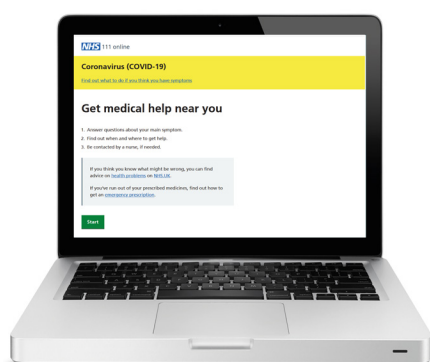 NHS 111 online
Coronavirus (COVID-19)
Find out what to do if you think you have symptoms
Get medical help near you
1. Answer questions about your main symptom.
2. Find out when and where to get help.
3. Be contacted by a nurse, if needed.
If you think you know what might be wrong, you can find
advice on health problems on NHS.UK.
If you've run out of your prescribed medicines, find out how to
get an emergency prescription.
Start